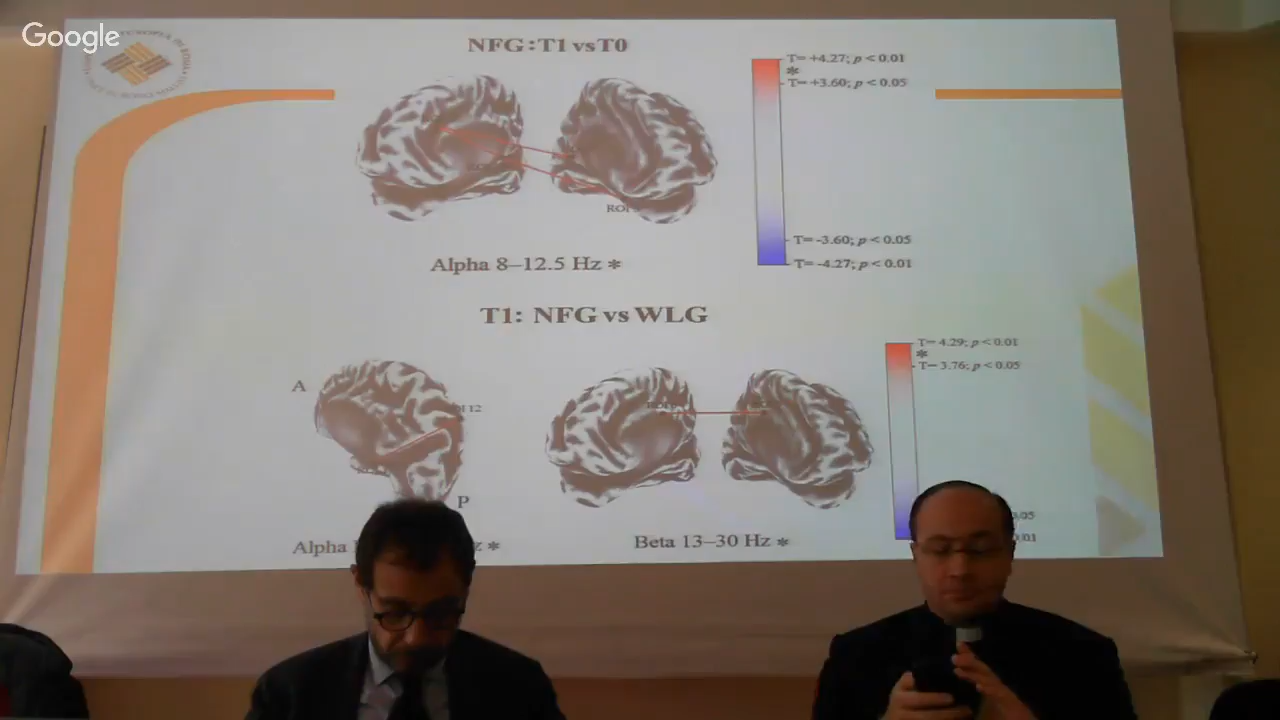 Google
NFG : T1 vs T0
T= +4.27; p < 0.01
*
T= +3.60; p < 0.05
ROI
T= -3.60; p < 0.05
T= -4.27; p < 0.01
Alpha 8–12.5 Hz *
T1: NFG vs WLG
T= 4.29; p < 0.01
*
T= 3.76; p < 0.05
A
12
P
Alpha
z *
Beta 13–30 Hz *